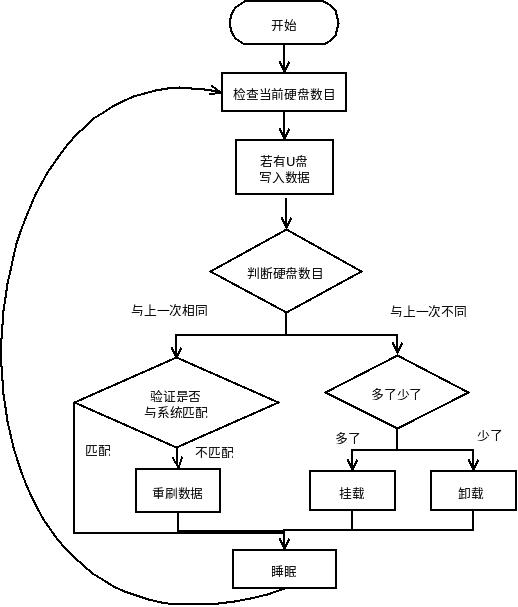 开始
检查当前硬盘数目
若有U盘
写入数据
判断硬盘数目
与上一次相同
与上一次不同
验证是否
与系统匹配
多了少了
匹配
不匹配
多了
少了
重刷数据
挂载
卸载
睡眠